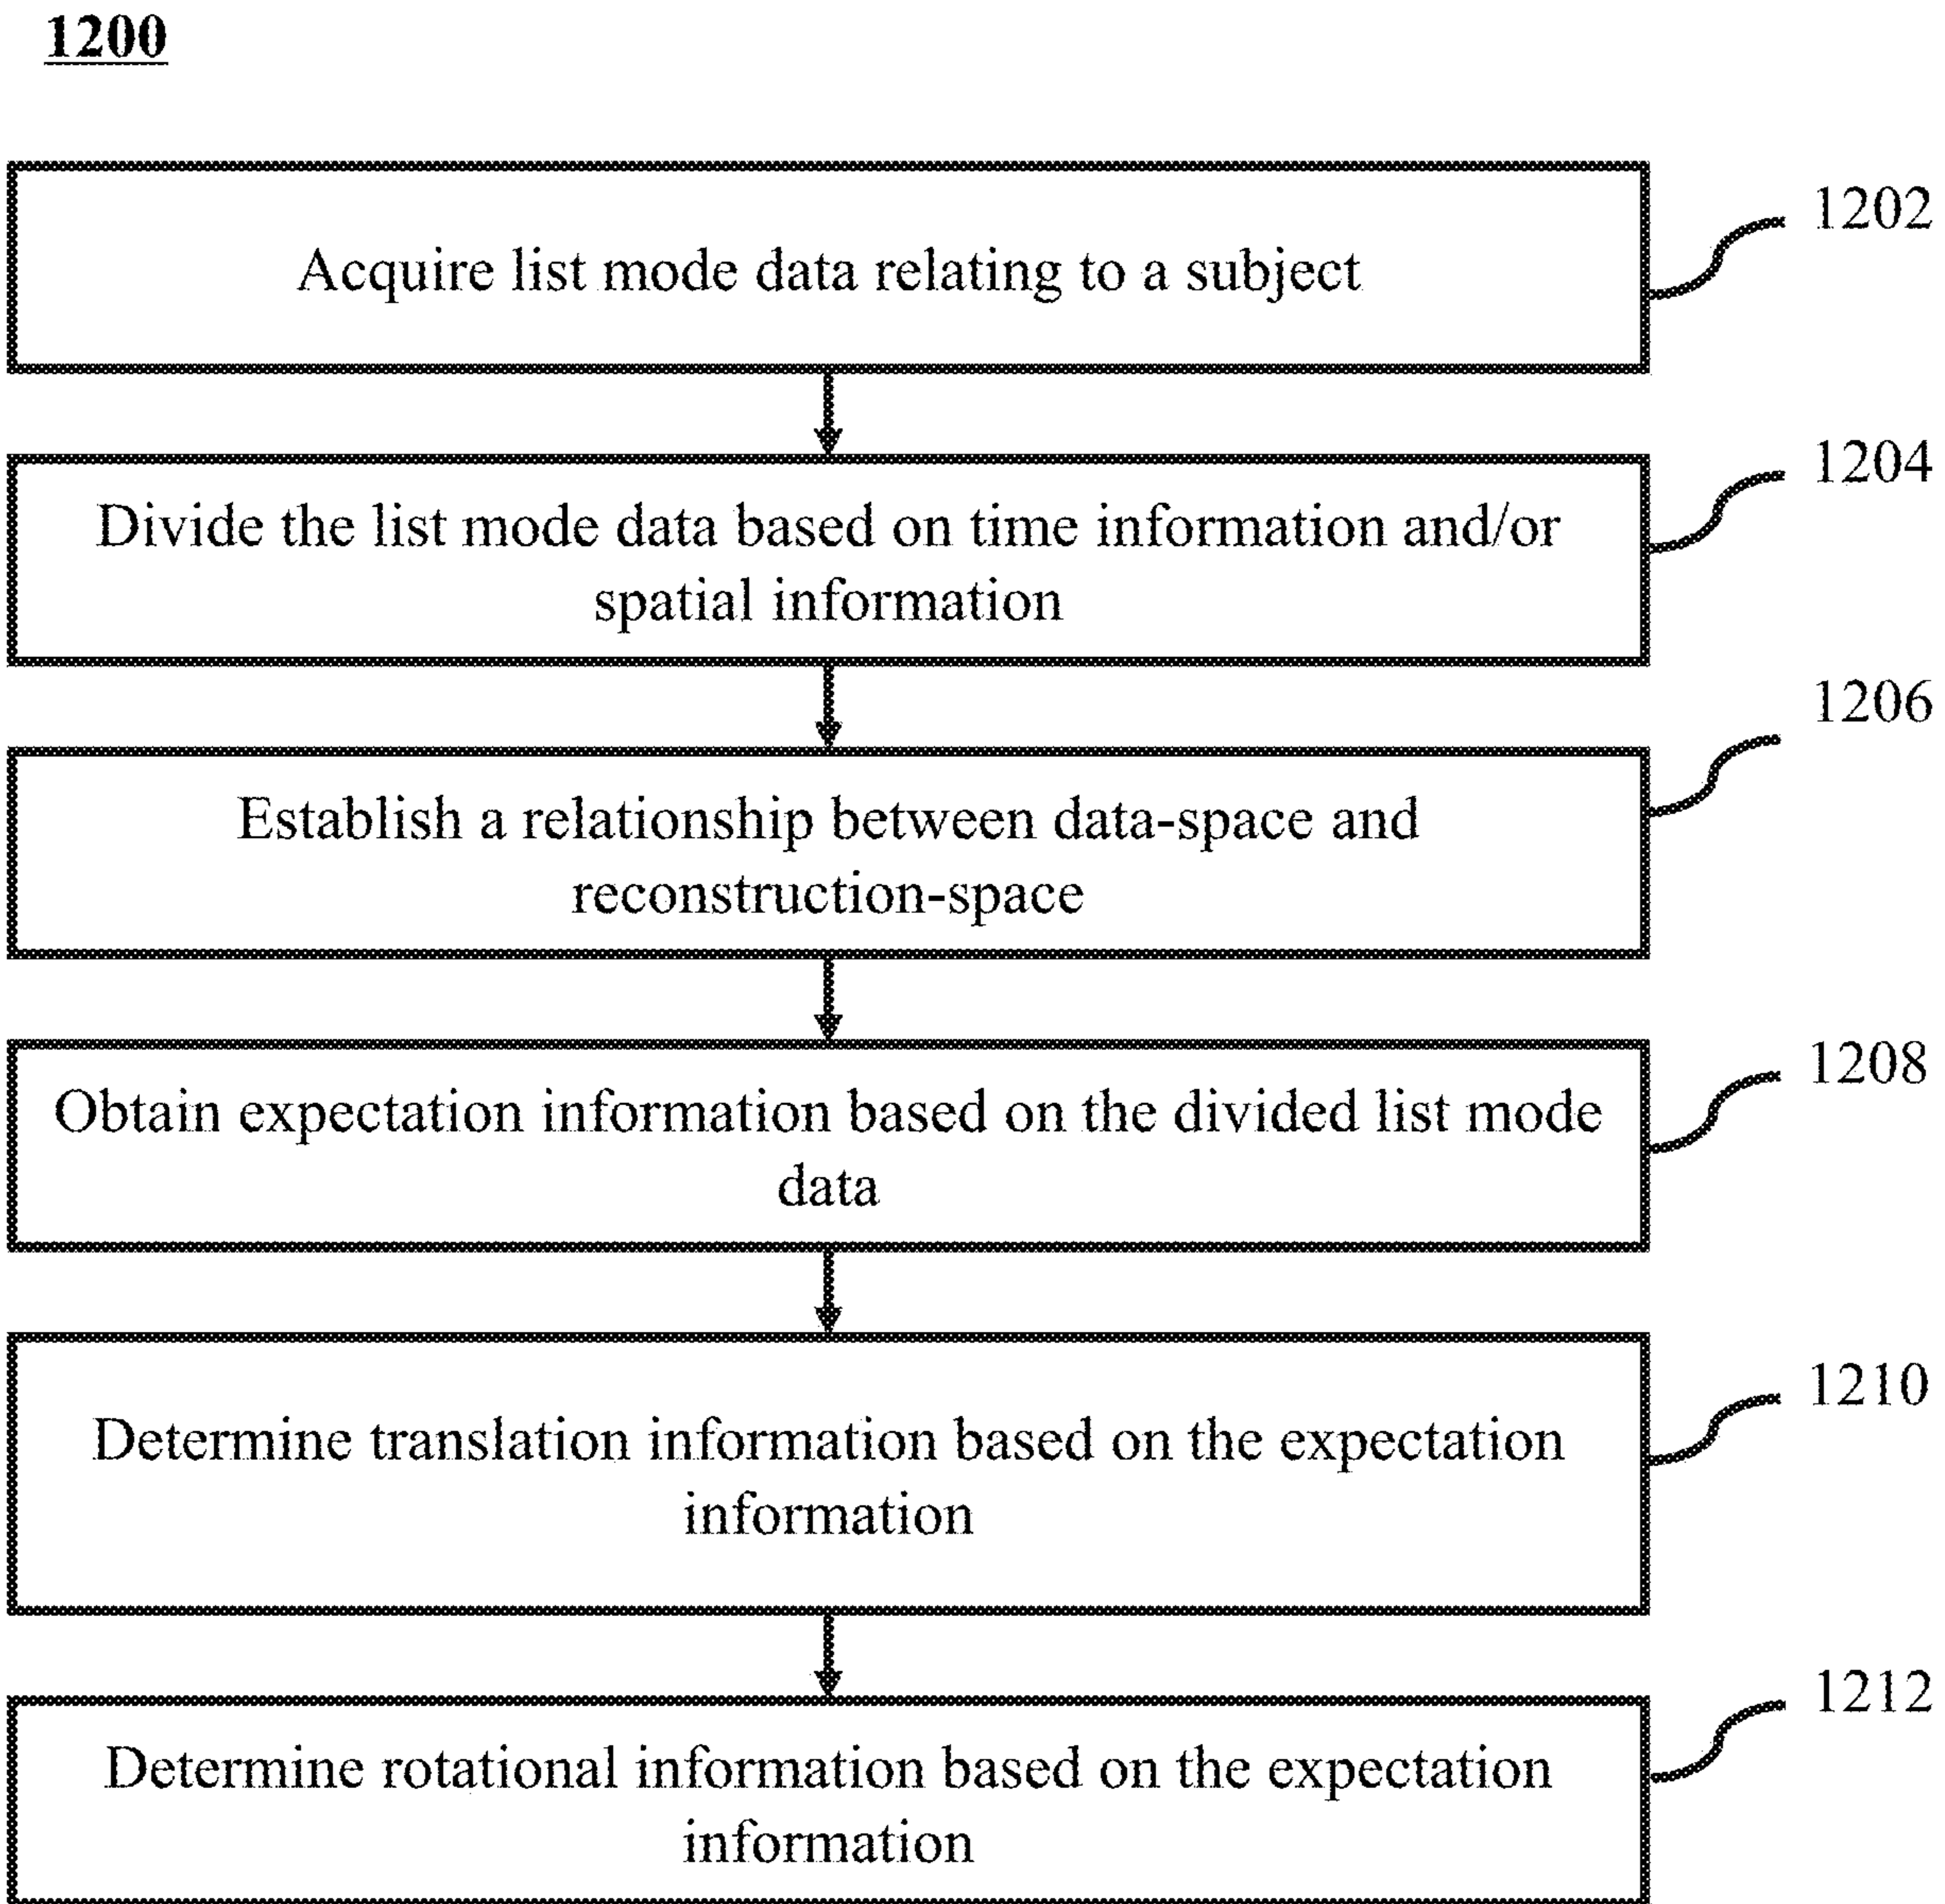 1200
Acquire list mode data relating to a subject
1202
Divide the list mode data based on time information and/or
spatial information
1204
Establish a relationship between data-space and
reconstruction-space
1206
Obtain expectation information based on the divided list mode
data
1208
Determine translation information based on the expectation
information
1210
Determine rotational information based on the expectation
information
1212